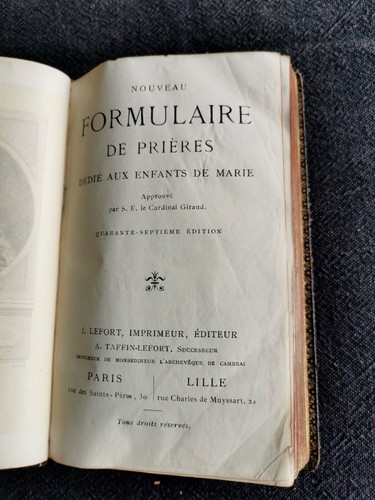 NOUVEAU
FORMULAIRE
DE PRIÈRES
DÉDIÉ AUX ENFANTS DE MARIE
Approuvé
par S. E. le Cardinal Giraud.
QUARANTE-SEPTIÈME ÉDITION
J. LEFORT, IMPRIMEUR, ÉDITEUR
A. TAFFIN-LEFORT, SUCCESSEUR
IMPRIMEUR DE MONSEIGNEUR L'ARCHEVÊQUE DE CAMBRAI
PARIS
rue des Saints-Pères, 30
LILLE
rue Charles de Muyssart, 24
Tous droits réservés.